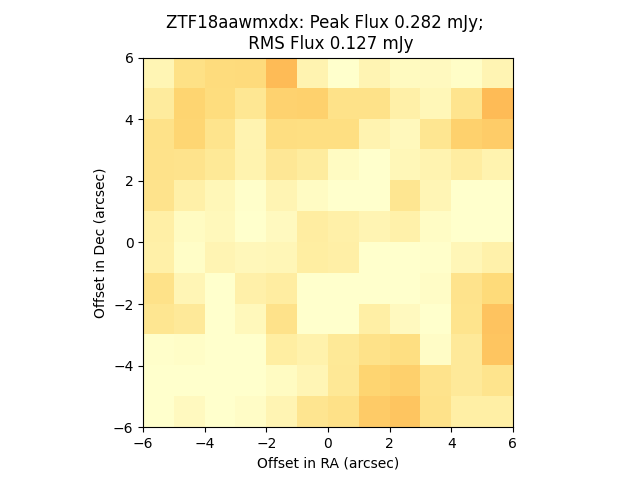 ZTF18aawmxdx: Peak Flux 0.282 mJy;
RMS Flux 0.127 mJy
6
4
2
0
−2
−4
−6
Offset in Dec (arcsec)
−6 −4 −2 0 2 4 6
Offset in RA (arcsec)